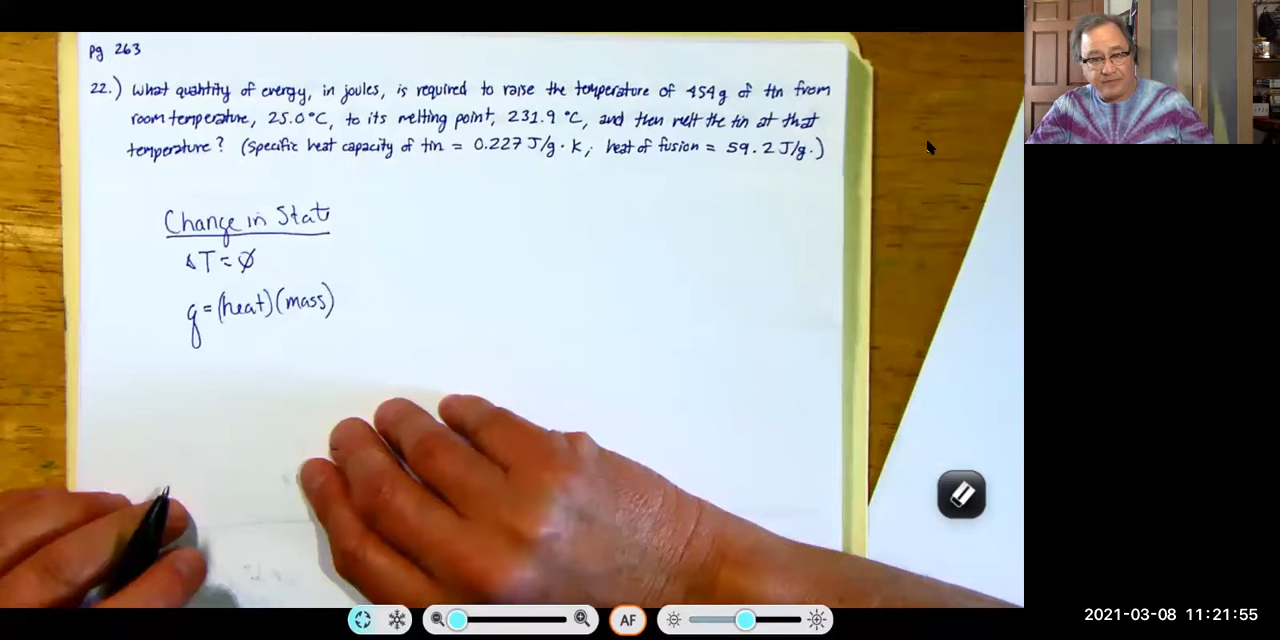 Pg 263
22.) What quantity of energy, in joules, is required to raise the temperature of 454g of tin from
room temperature, 25.0°C, to its melting point, 231.9 °C, and then melt the tin at that
temperature? (Specific heat capacity of tin = 0.227 J/g·K; heat of fusion = 59.2 J/g.)
Change in State
ΔT = ∅
q = (heat)(mass)
AF
2021-03-08 11:21:55